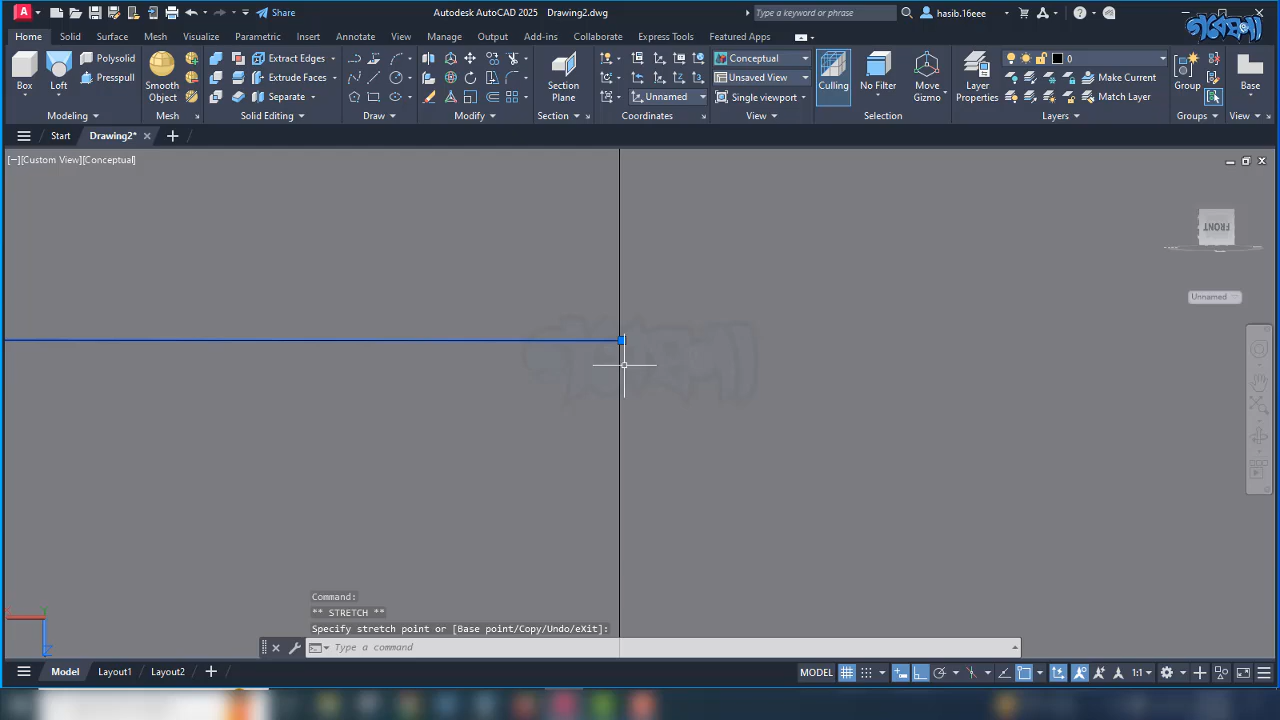 Share
Autodesk AutoCAD 2025 Drawing2.dwg
Type a keyword or phrase
hasib.16eee
গবেষণা
Home Solid Surface Mesh Visualize Parametric Insert Annotate View Manage Output Add-ins Collaborate Express Tools Featured Apps
Box
Loft
Polysolid
Presspull
Modeling
Smooth
Object
Mesh
Extrude Faces
Extract Edges
Separate
Solid Editing
Draw
Modify
Section
Plane
Section
Unnamed
Coordinates
Conceptual
Unsaved View
Single viewport
View
Culling
No Filter
Move
Gizmo
Selection
Layer
Properties
0
Make Current
Match Layer
Layers
Group
Groups
Base
View
Start
Drawing2*
[−][Custom View][Conceptual]
FRONT
Unnamed
গবেষণা
Command:
** STRETCH **
Specify stretch point or [Base point/Copy/Undo/eXit]:
Type a command
Model Layout1 Layout2
MODEL
1:1